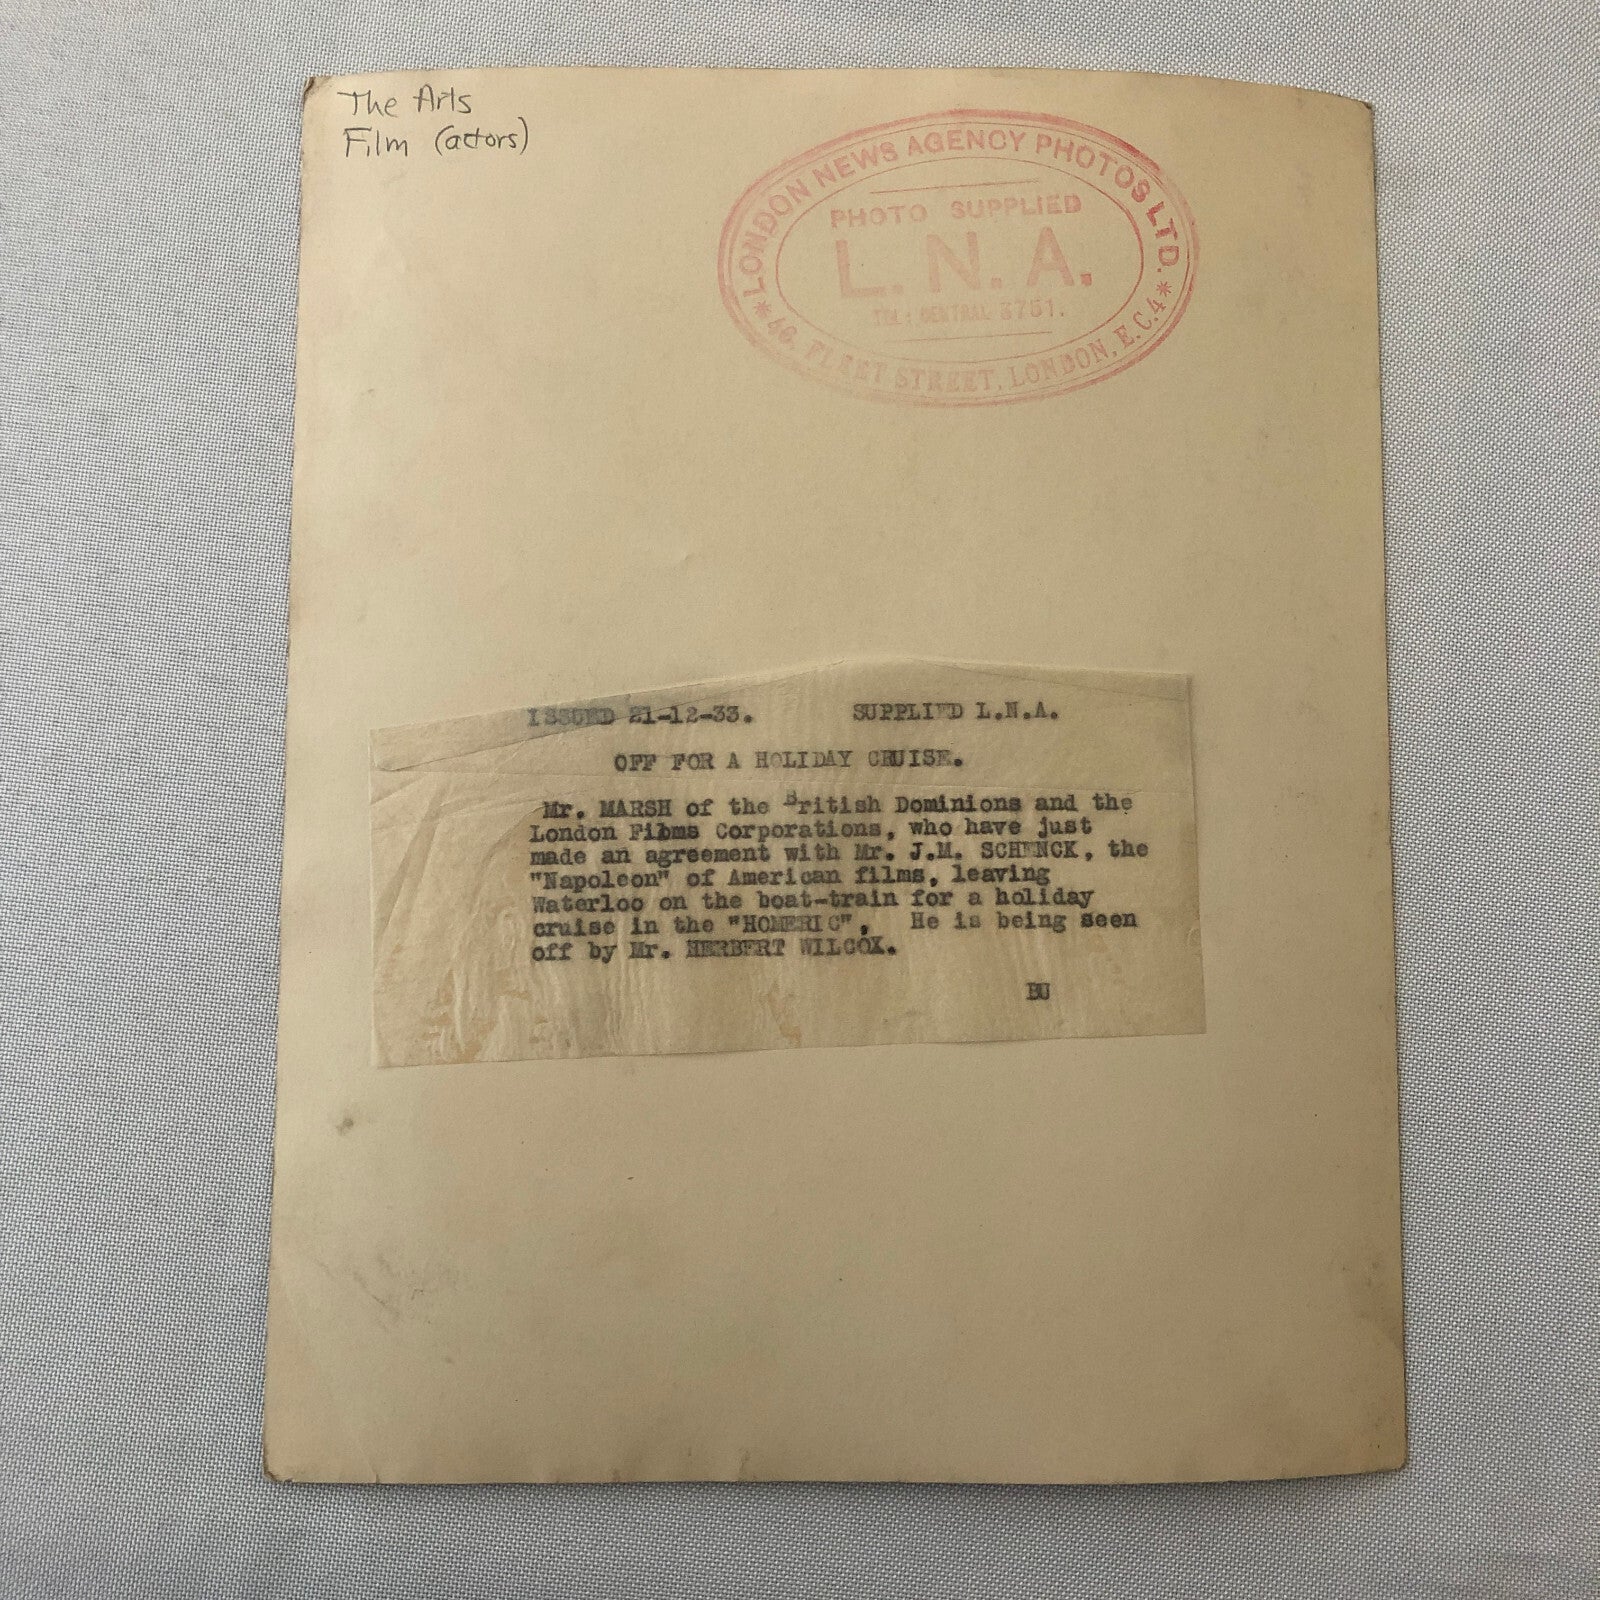 The Arts
Film (actors)
* LONDON NEWS AGENCY PHOTOS LTD. *
PHOTO SUPPLIED
L. N. A.
TEL: CENTRAL 3751.
46, FLEET STREET, LONDON, E.C.4
ISSUED 21-12-33. SUPPLIED L.N.A.
OFF FOR A HOLIDAY CRUISE.
Mr. MARSH of the British Dominions and the
London Films Corporations, who have just
made an agreement with Mr. J.M. SCHENCK, the
"Napoleon" of American films, leaving
Waterloo on the boat-train for a holiday
cruise in the "HOMERIC", He is being seen
off by Mr. HERBERT WILCOX.
BU